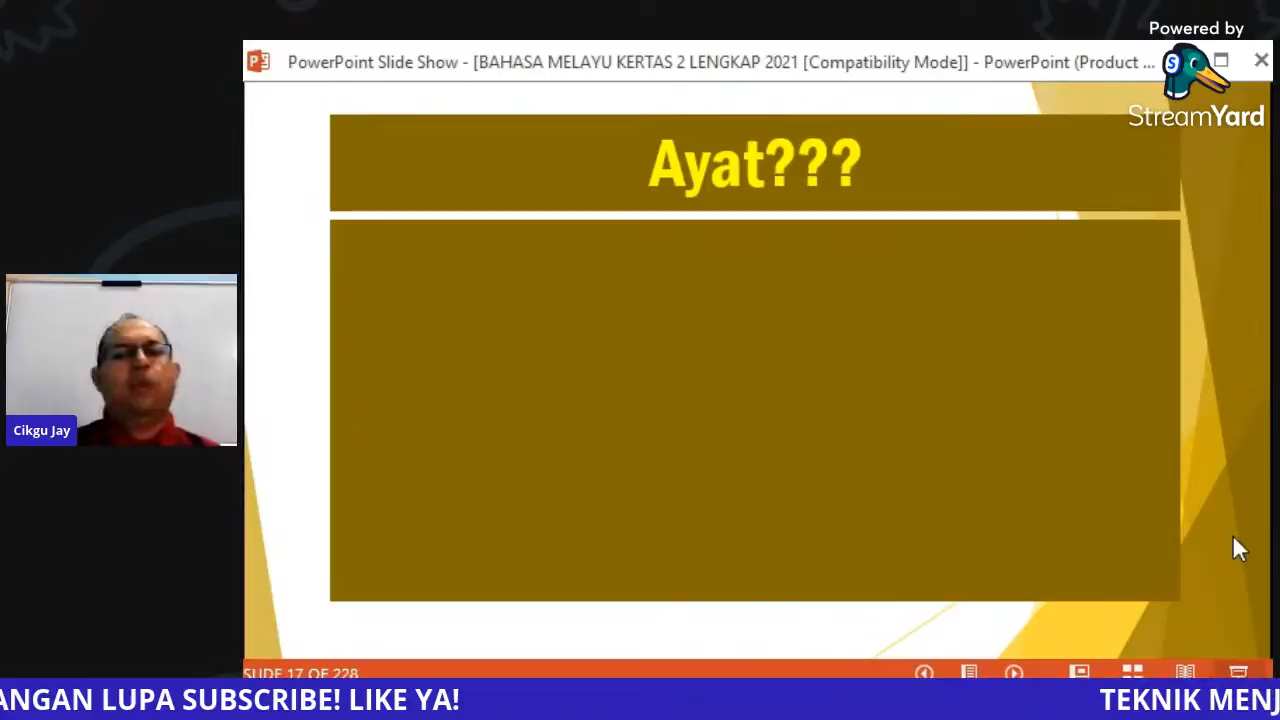 Powered by
StreamYard
PowerPoint Slide Show - [BAHASA MELAYU KERTAS 2 LENGKAP 2021 [Compatibility Mode]] - PowerPoint (Product ...
Ayat???
Cikgu Jay
SLIDE 17 OF 228
ANGAN LUPA SUBSCRIBE! LIKE YA!
TEKNIK MENJ